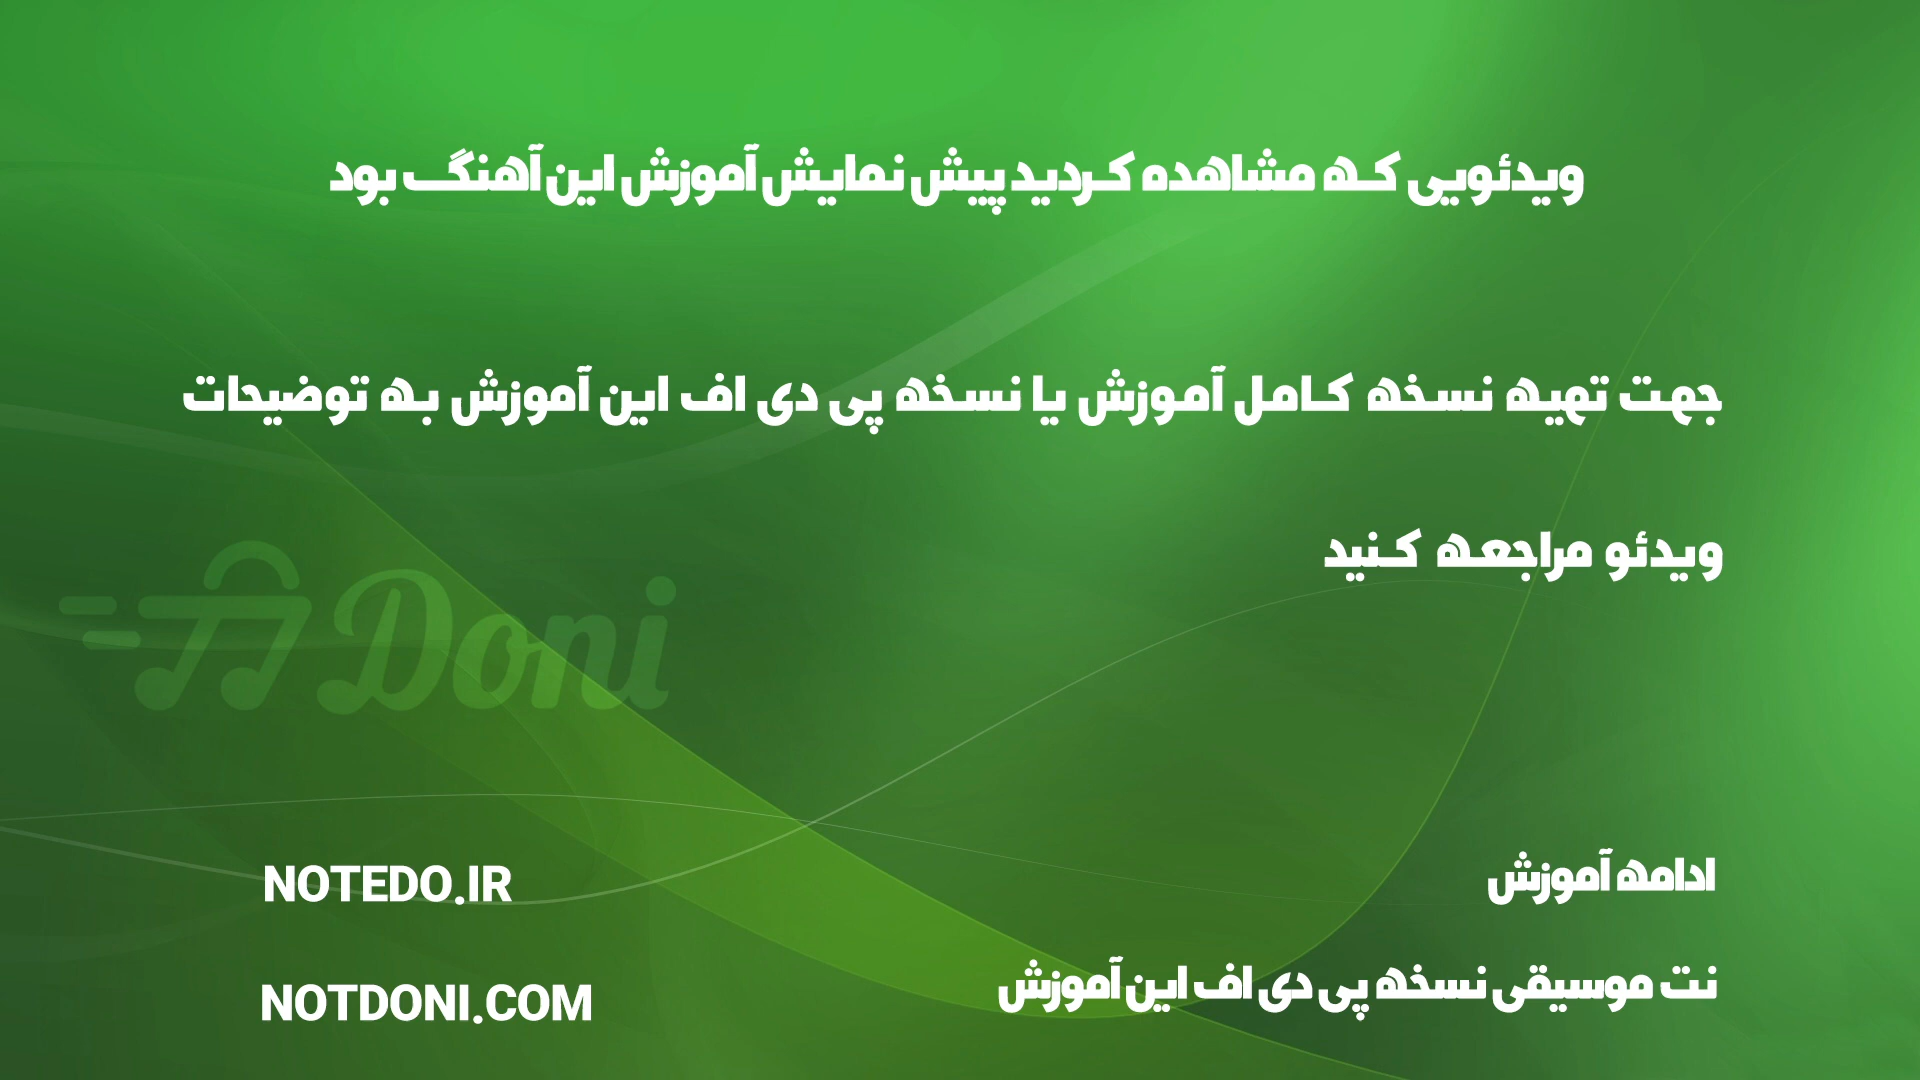 ویدئویی که مشاهده کردید پیش نمایش آموزش این آهنگ بود
جهت تهیه نسخه کامل آموزش یا نسخه پی دی اف این آموزش به توضیحات
ویدئو مراجعه کنید
Doni
ادامه آموزش
NOTEDO.IR
نت موسیقی نسخه پی دی اف این آموزش
NOTDONI.COM